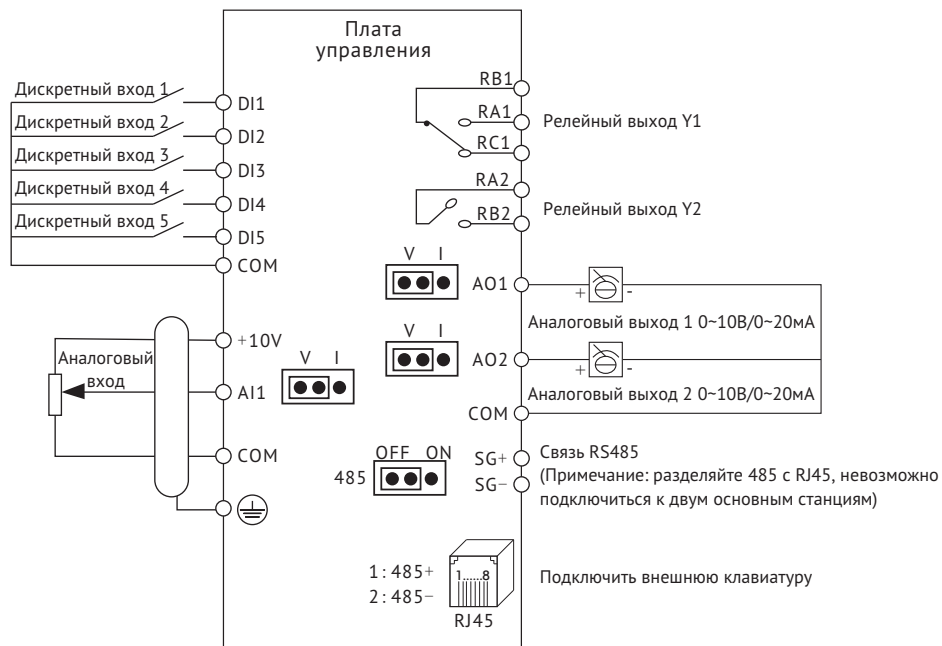 Плата
управления
Дискретный вход 1
DI1
Дискретный вход 2
DI2
Дискретный вход 3
DI3
Дискретный вход 4
DI4
Дискретный вход 5
DI5
COM
RB1
RA1
RC1
Релейный выход Y1
RA2
RB2
Релейный выход Y2
V I
AO1
+ -
Аналоговый выход 1 0~10В/0~20мА
V I
AO2
+ -
Аналоговый выход 2 0~10В/0~20мА
COM
+10V
Аналоговый
вход
AI1
V I
COM
OFF ON
485
SG+
SG−
Связь RS485
(Примечание: разделяйте 485 с RJ45, невозможно
подключиться к двум основным станциям)
1: 485+
2: 485−
1......8
RJ45
Подключить внешнюю клавиатуру